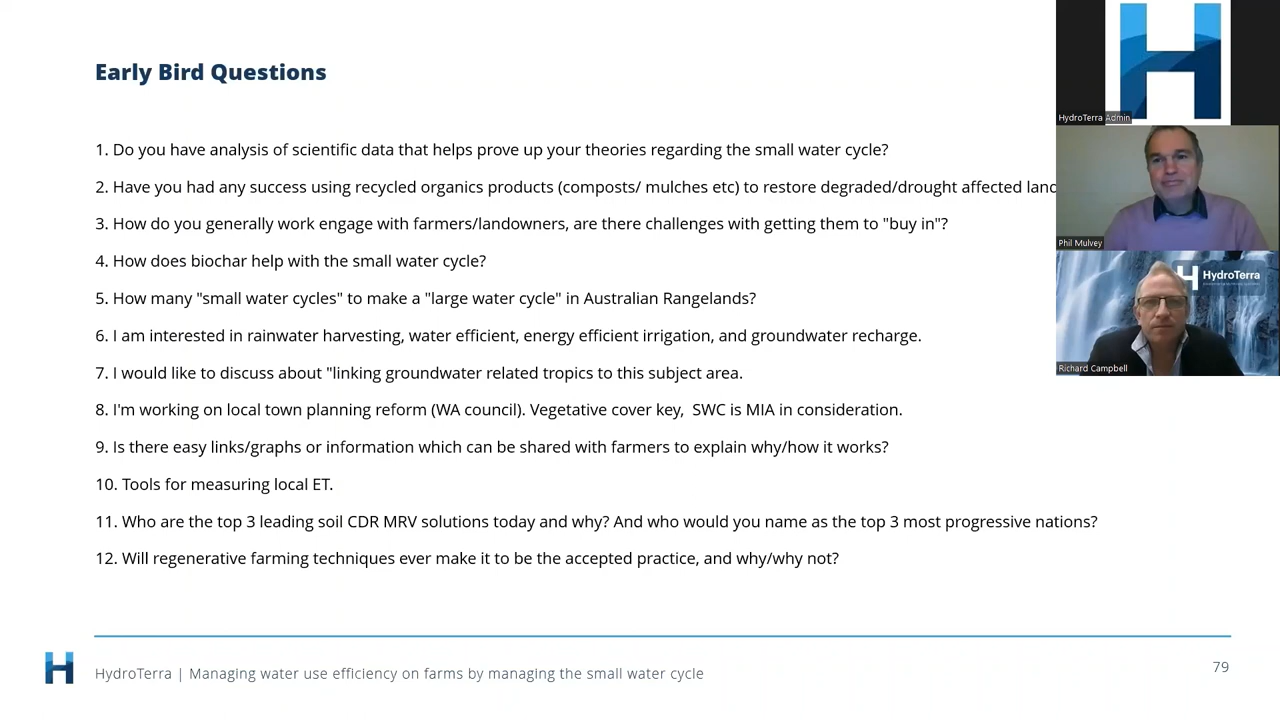 Early Bird Questions
1. Do you have analysis of scientific data that helps prove up your theories regarding the small water cycle?
2. Have you had any success using recycled organics products (composts/ mulches etc) to restore degraded/drought affected land
3. How do you generally work engage with farmers/landowners, are there challenges with getting them to "buy in"?
4. How does biochar help with the small water cycle?
5. How many "small water cycles" to make a "large water cycle" in Australian Rangelands?
6. I am interested in rainwater harvesting, water efficient, energy efficient irrigation, and groundwater recharge.
7. I would like to discuss about "linking groundwater related tropics to this subject area.
8. I'm working on local town planning reform (WA council). Vegetative cover key,  SWC is MIA in consideration.
9. Is there easy links/graphs or information which can be shared with farmers to explain why/how it works?
10. Tools for measuring local ET.
11. Who are the top 3 leading soil CDR MRV solutions today and why? And who would you name as the top 3 most progressive nations?
12. Will regenerative farming techniques ever make it to be the accepted practice, and why/why not?
H
HydroTerra | Managing water use efficiency on farms by managing the small water cycle
79
H
HydroTerra Admin
Phil Mulvey
H HydroTerra
Richard Campbell